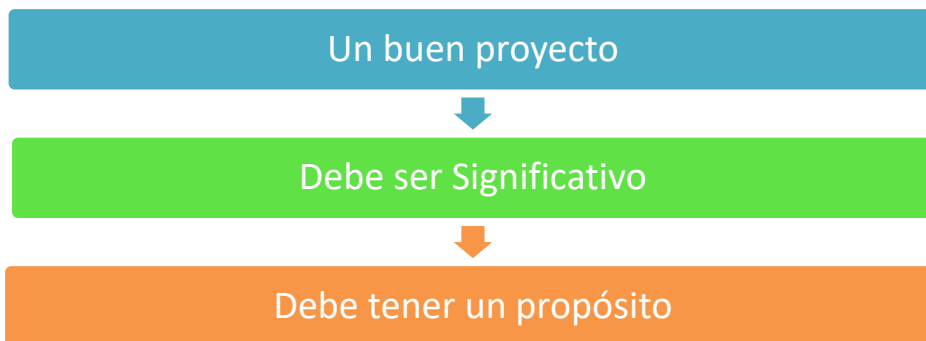 Un buen proyecto
Debe ser Significativo
Debe tener un propósito